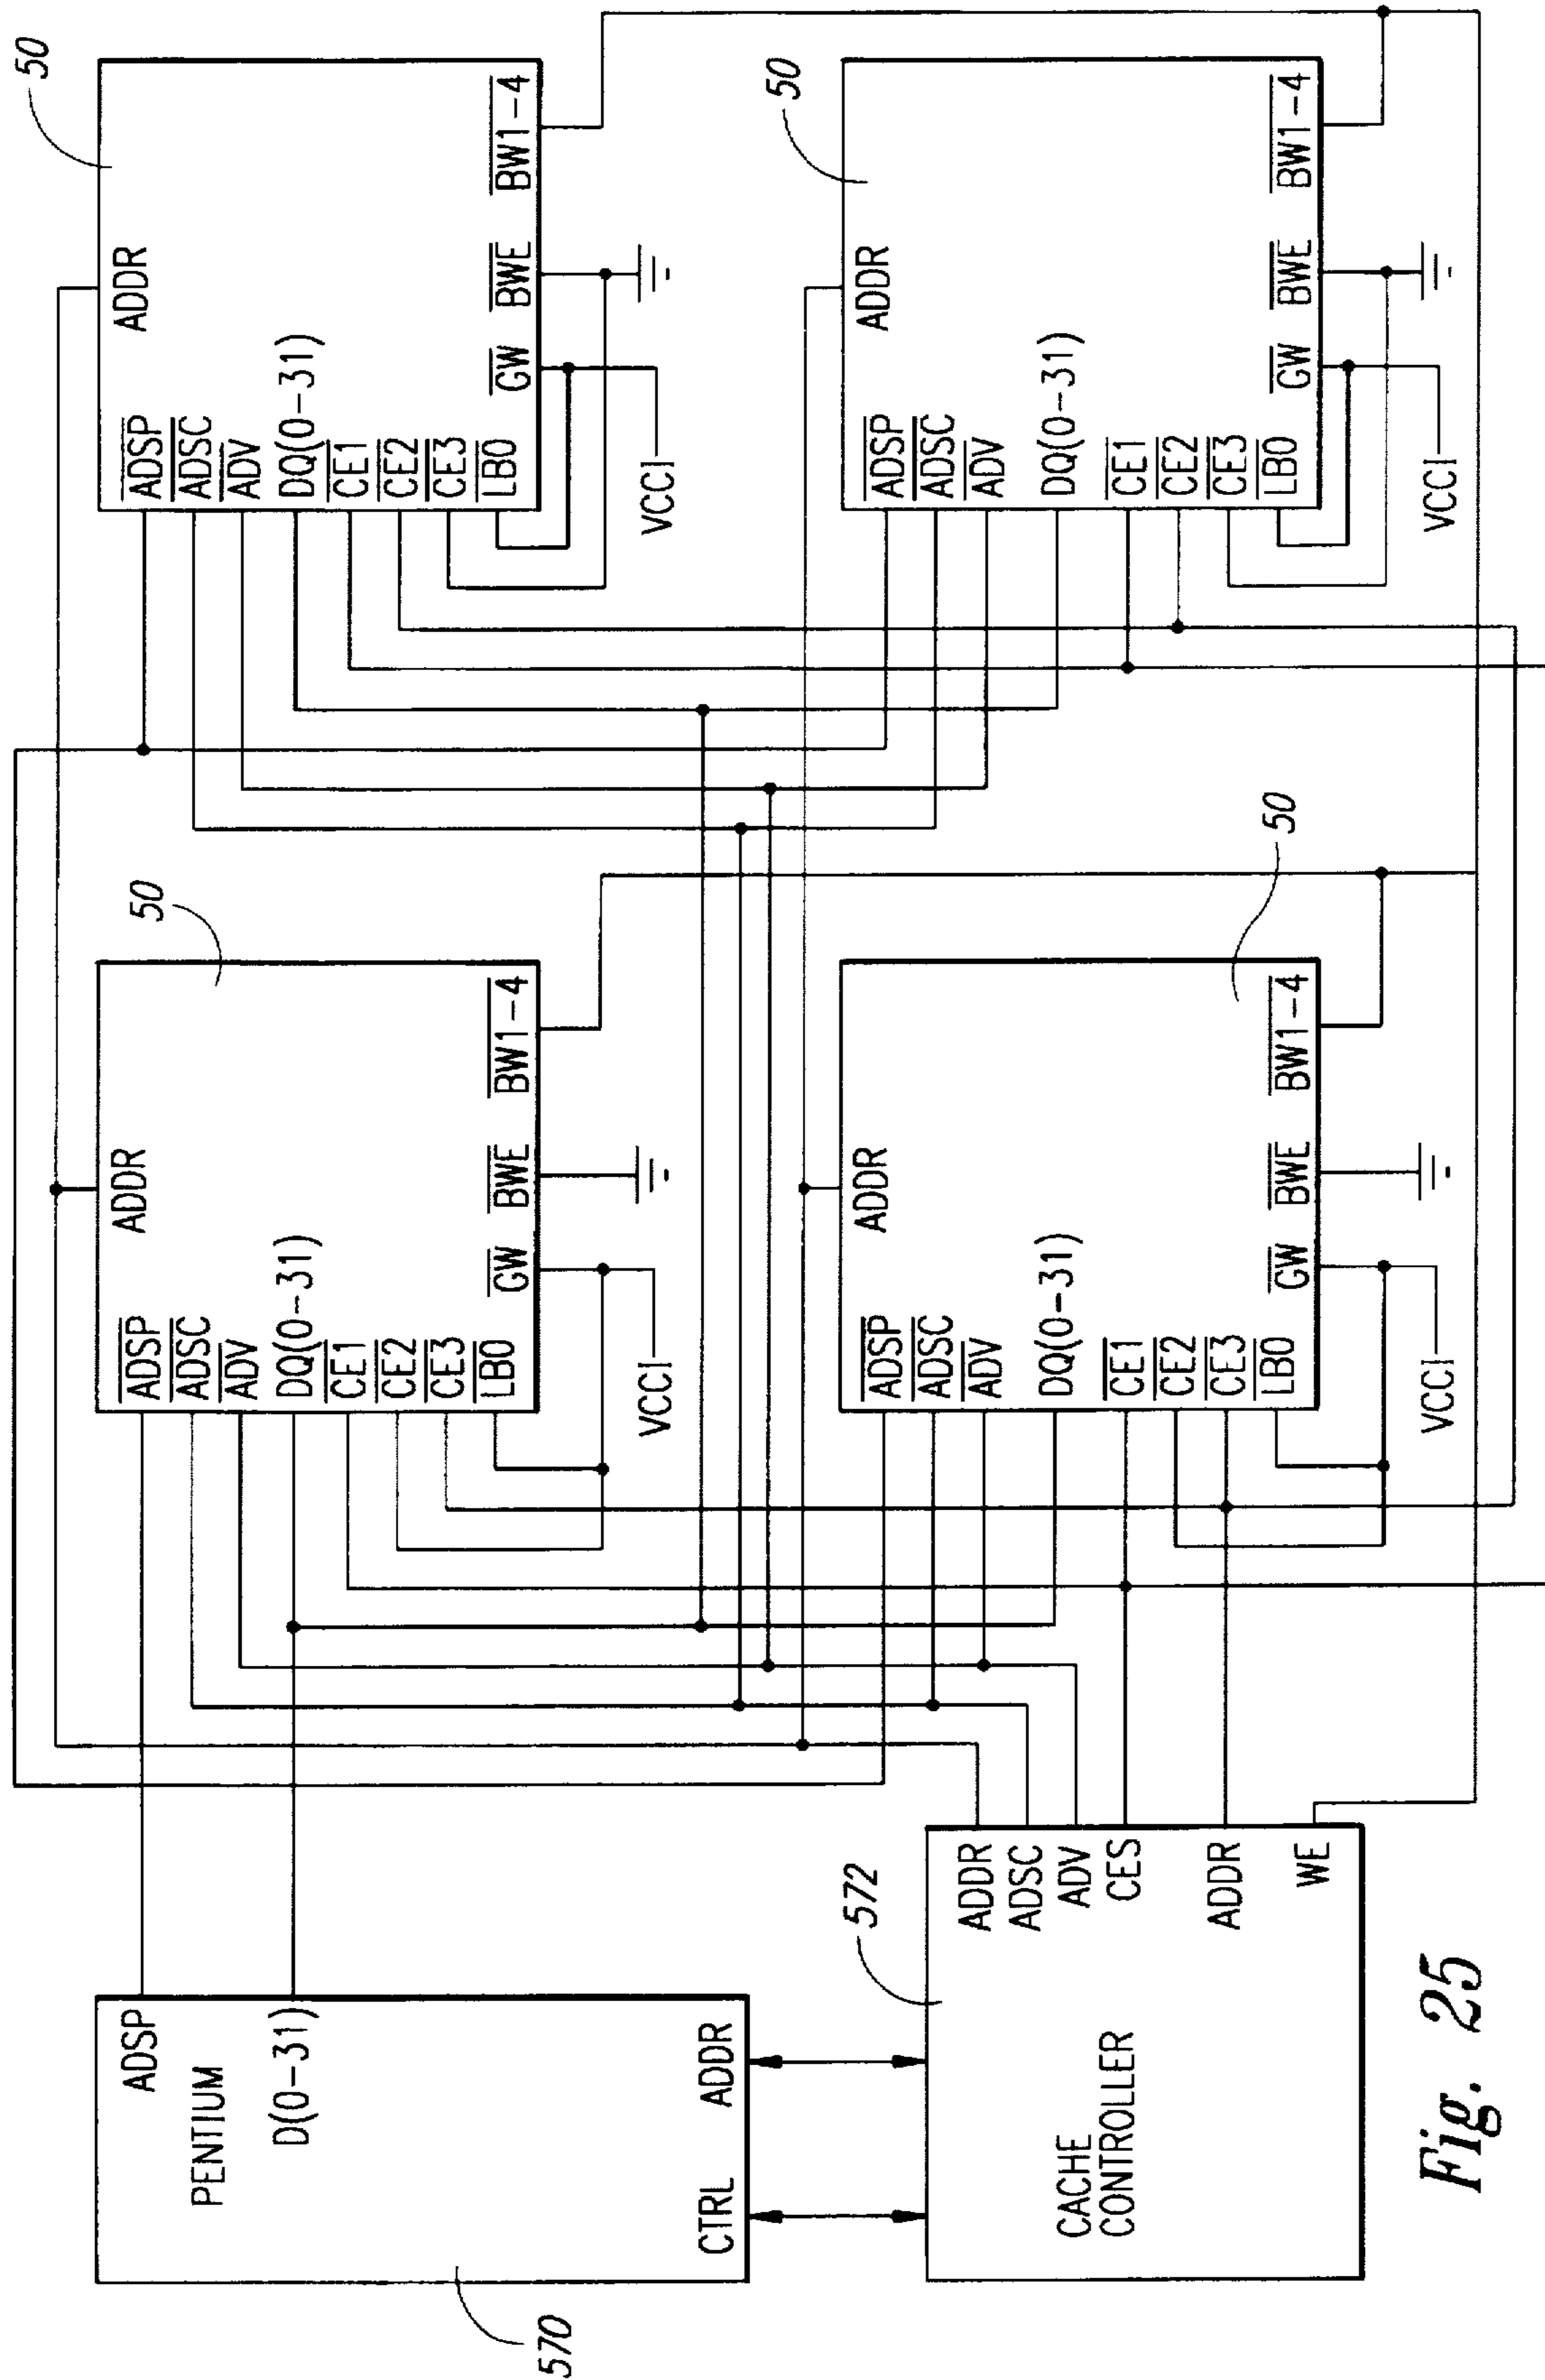 570
PENTIUM
ADSP
D(0-31)
CTRL
ADDR
50
ADDR
ADSP
ADSC
ADV
DQ(0-31)
CE1
CE2
CE3
LBO
GW
BWE
BW1-4
VCCI
50
ADDR
ADSP
ADSC
ADV
DQ(0-31)
CE1
CE2
CE3
LBO
GW
BWE
BW1-4
VCCI
572
CACHE
CONTROLLER
ADDR
ADSC
ADV
CES
ADDR
WE
50
ADDR
ADSP
ADSC
ADV
DQ(0-31)
CE1
CE2
CE3
LBO
GW
BWE
BW1-4
VCCI
50
ADDR
ADSP
ADSC
ADV
DQ(0-31)
CE1
CE2
CE3
LBO
GW
BWE
BW1-4
VCCI
Fig. 25